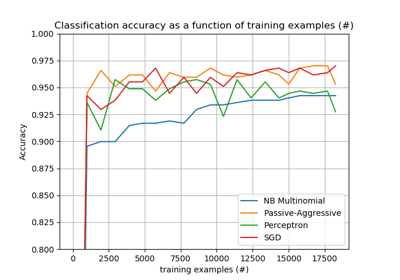 Classification accuracy as a function of training examples (#)
1.000
0.975
0.950
0.925
0.900
0.875
0.850
0.825
0.800
Accuracy
NB Multinomial
Passive-Aggressive
Perceptron
SGD
0 2500 5000 7500 10000 12500 15000 17500
training examples (#)